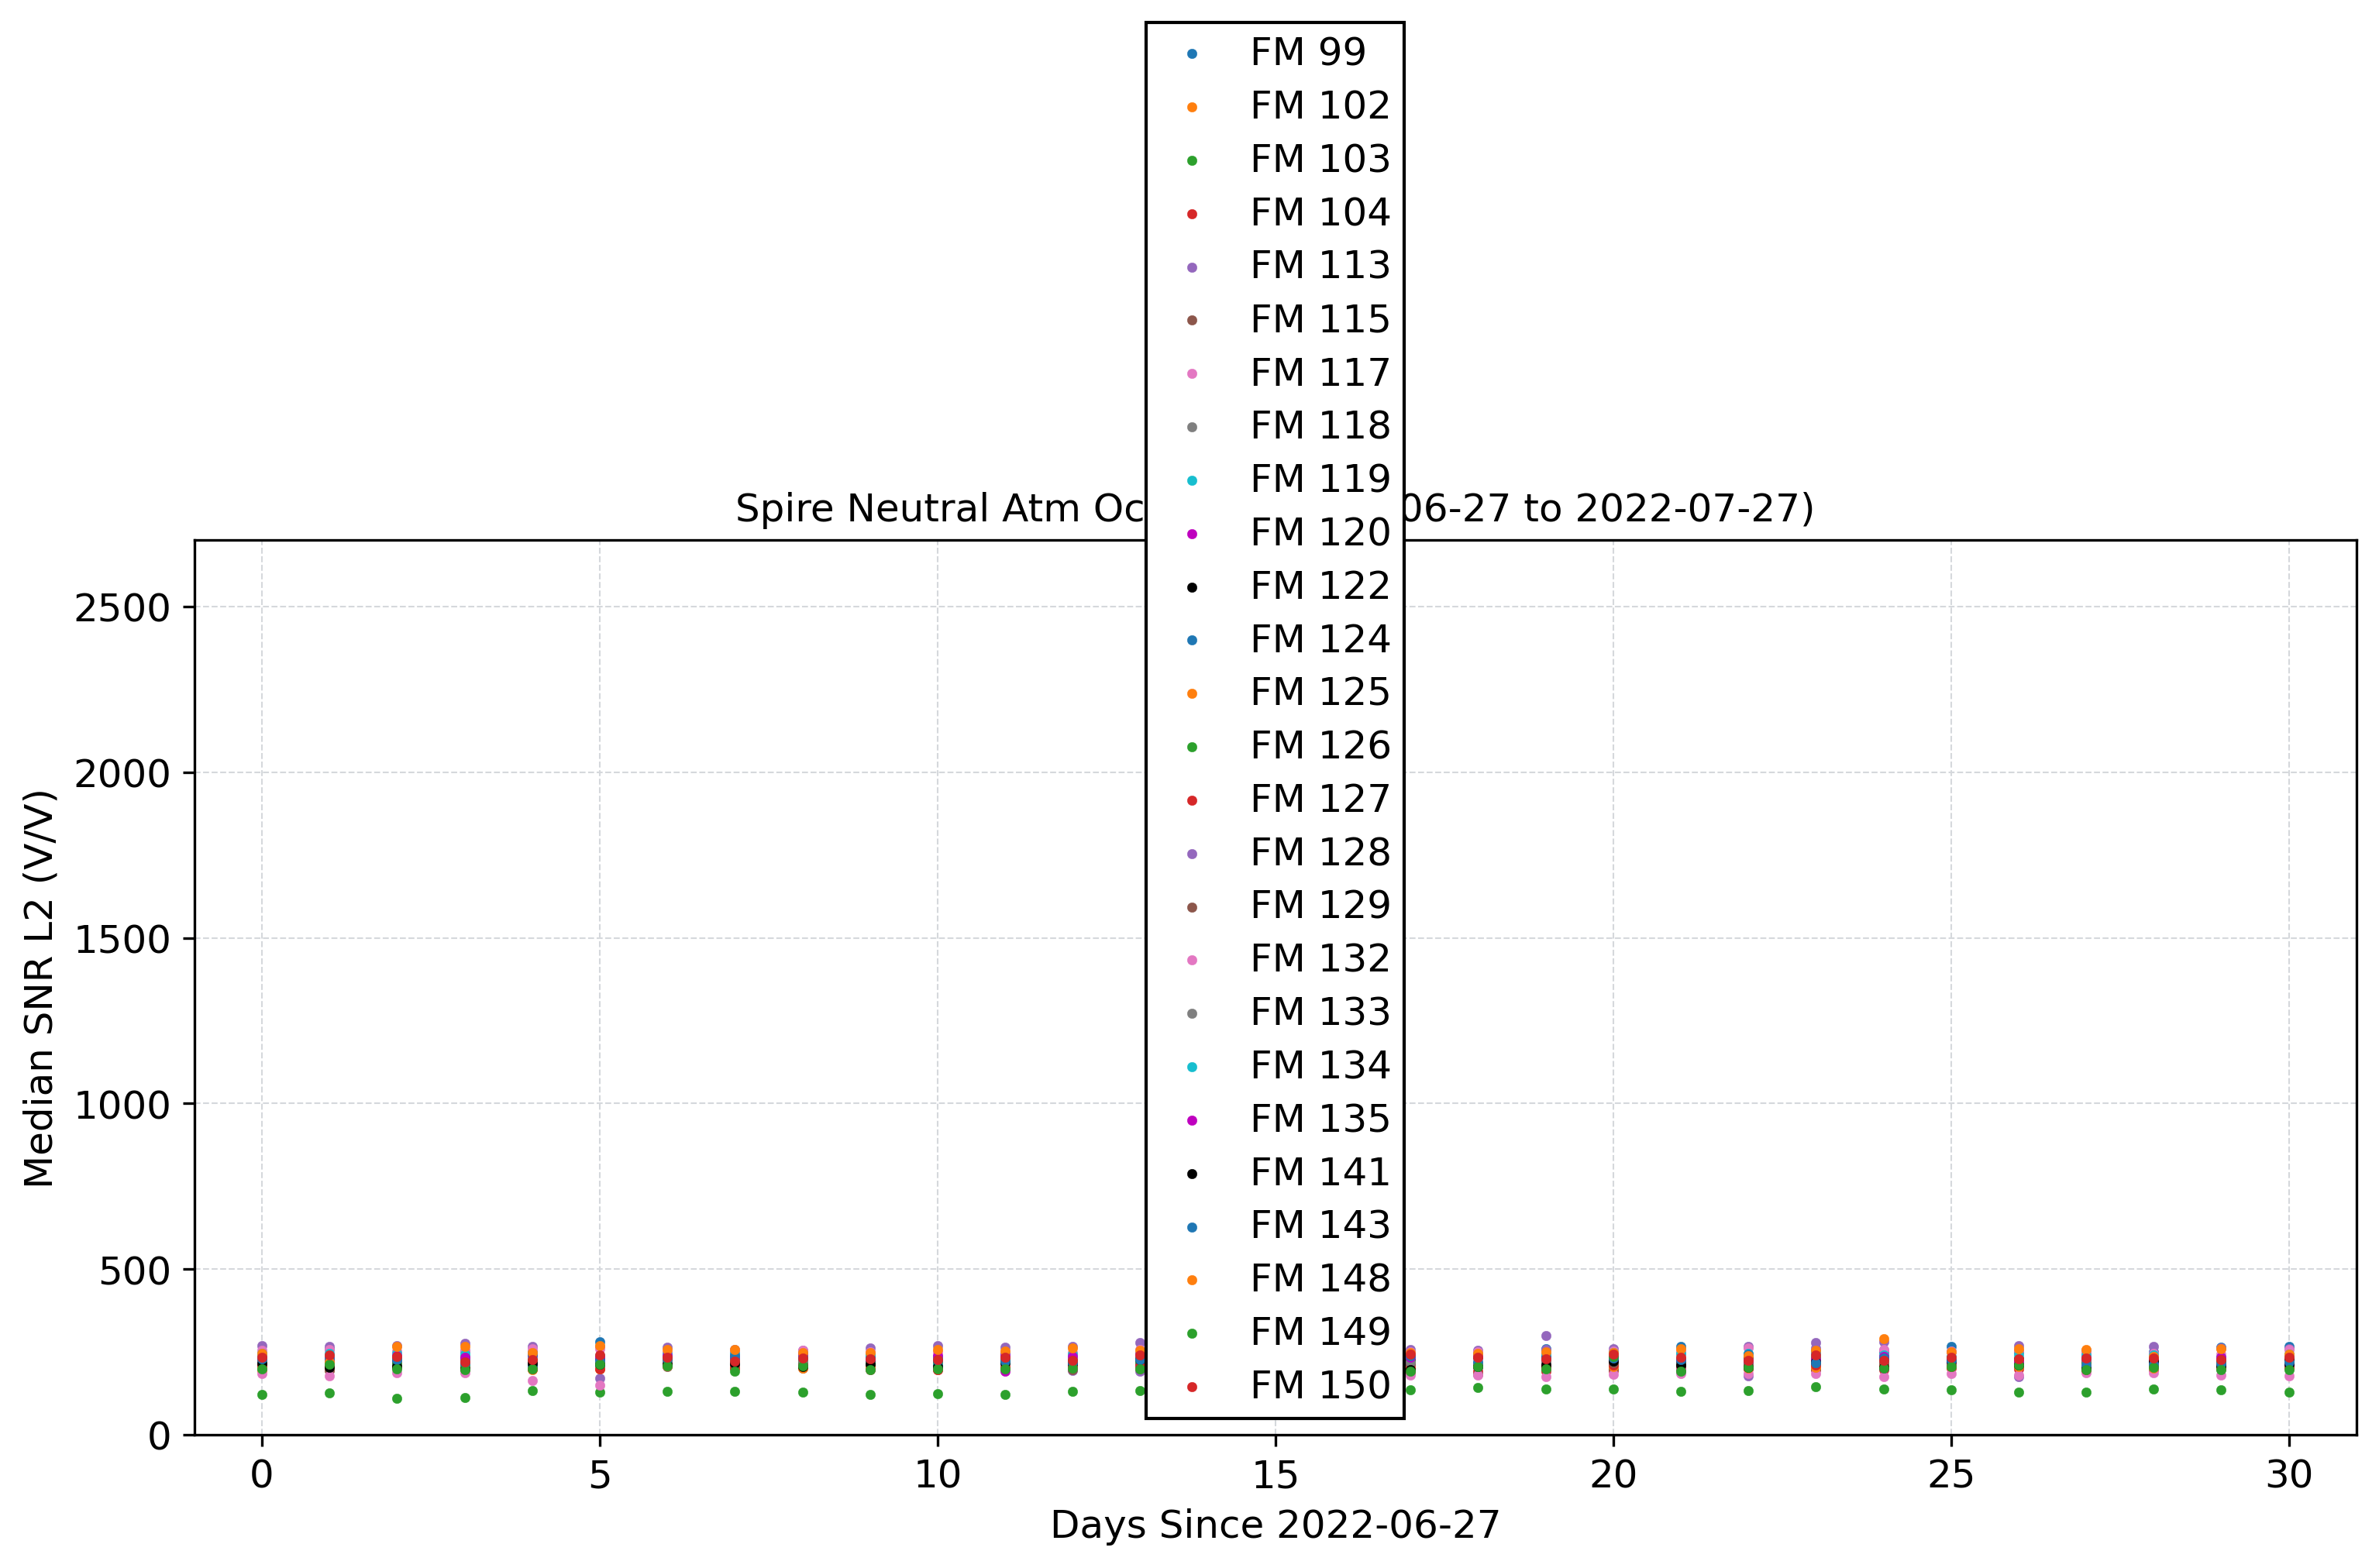 FM 99
FM 102
FM 103
FM 104
FM 113
FM 115
FM 117
FM 118
FM 119
FM 120
FM 122
FM 124
FM 125
FM 126
FM 127
FM 128
FM 129
FM 132
FM 133
FM 134
FM 135
FM 141
FM 143
FM 148
FM 149
FM 150
Spire Neutral Atm 06-27 to 2022-07-27)
Median SNR L2 (V/V)
2500
2000
1500
1000
500
0
0 5 10 15 20 25 30
Days Since 2022-06-27